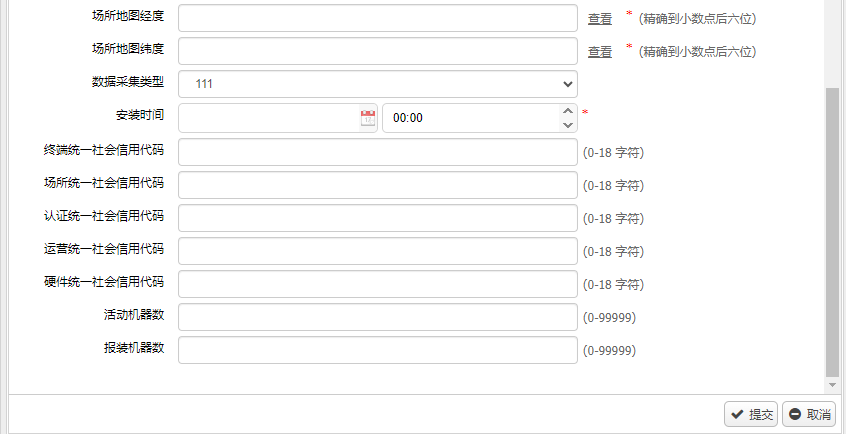 场所地图经度 查看 * (精确到小数点后六位)
场所地图纬度 查看 * (精确到小数点后六位)
数据采集类型 111
安装时间 00:00 *
终端统一社会信用代码 (0-18 字符)
场所统一社会信用代码 (0-18 字符)
认证统一社会信用代码 (0-18 字符)
运营统一社会信用代码 (0-18 字符)
硬件统一社会信用代码 (0-18 字符)
活动机器数 (0-99999)
报装机器数 (0-99999)
提交 取消